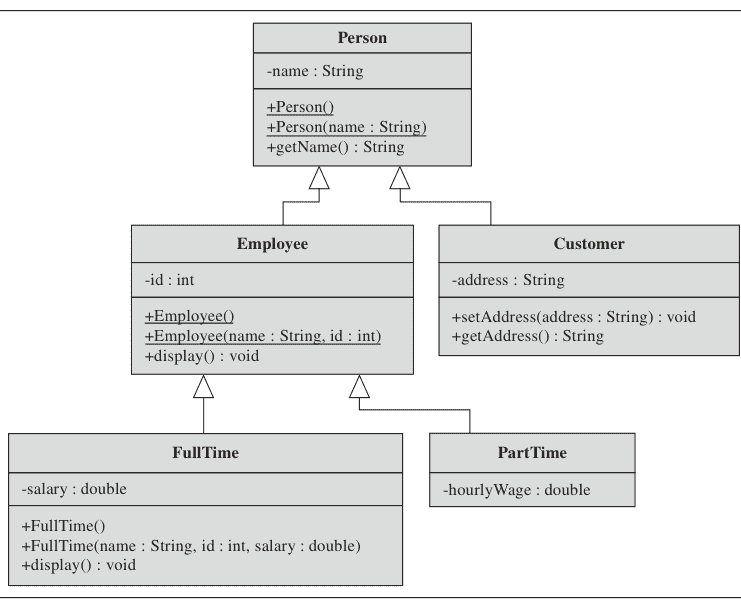 Person
-name : String
+Person()
+Person(name : String)
+getName() : String
Employee
-id : int
+Employee()
+Employee(name : String, id : int)
+display() : void
Customer
-address : String
+setAddress(address : String) : void
+getAddress() : String
FullTime
-salary : double
+FullTime()
+FullTime(name : String, id : int, salary : double)
+display() : void
PartTime
-hourlyWage : double